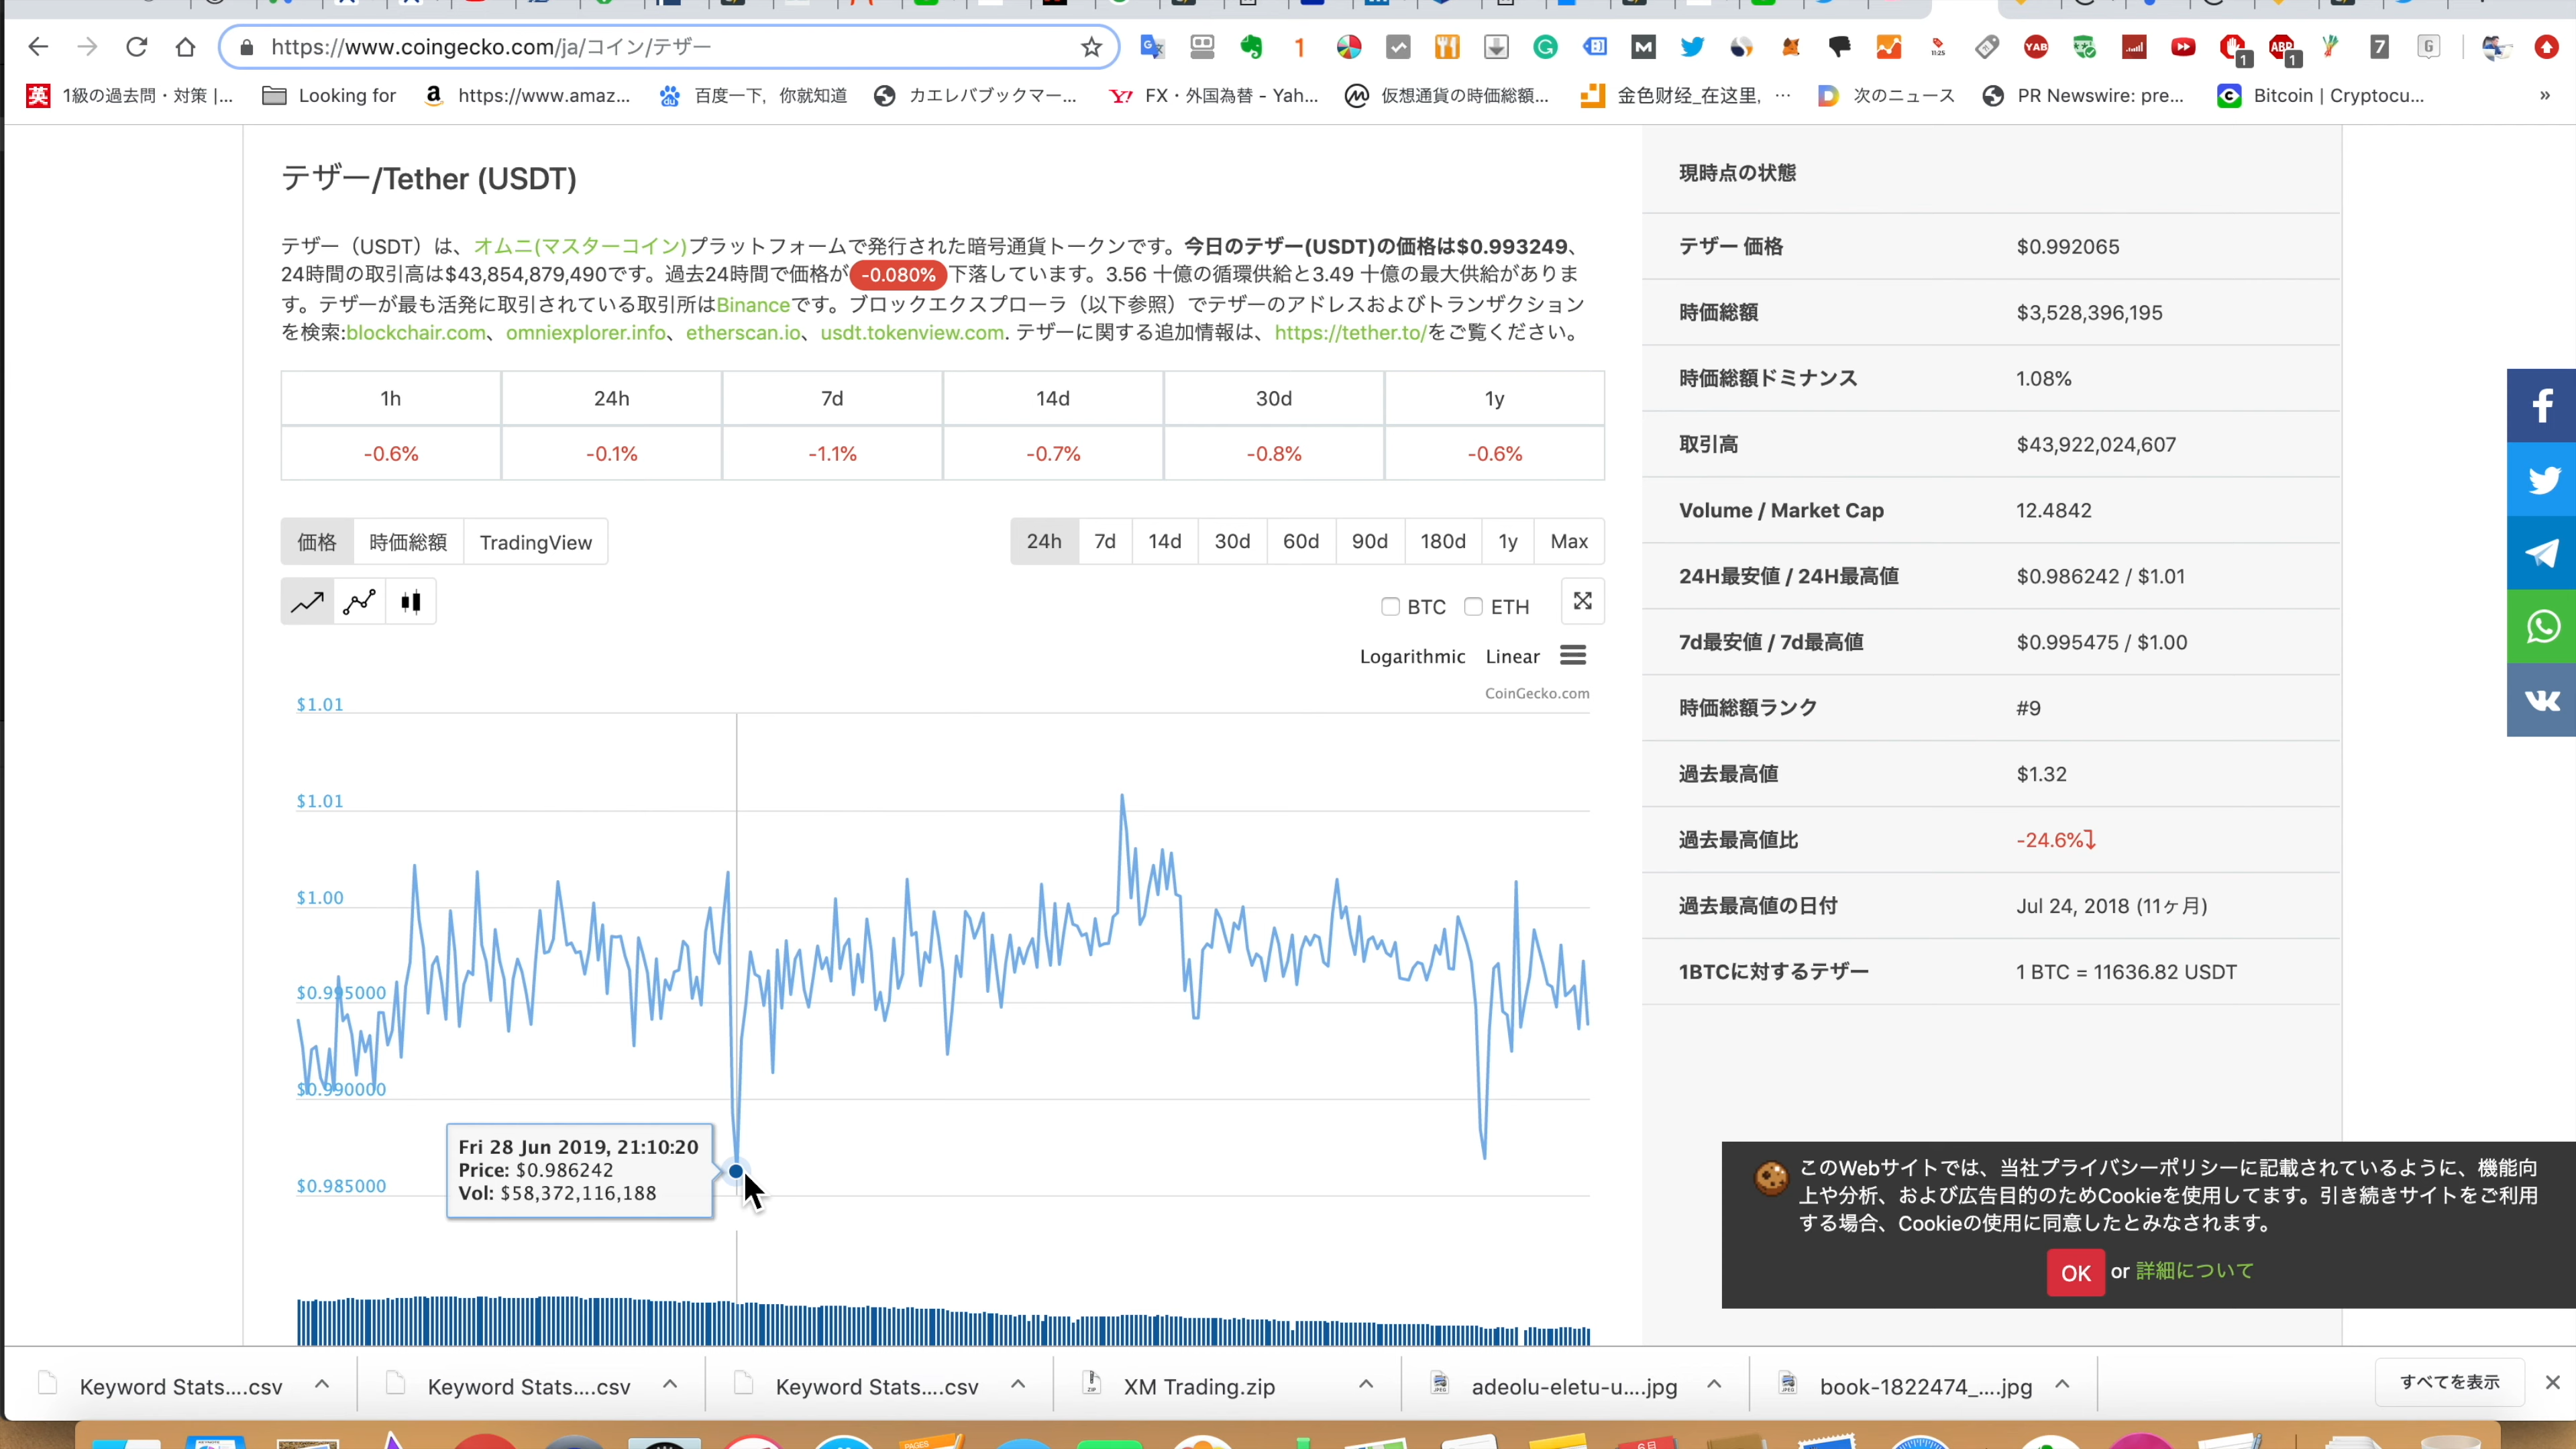 https://www.coingecko.com/ja/コイン/テザー
1
11:25
YAB
ABP
1
1
7
G
英 1級の過去問・対策 |...
Looking for
https://www.amaz...
百度一下，你就知道
カエレバブックマー...
Y! FX・外国為替 - Yah...
仮想通貨の時価総額...
金色财经_在这里, ...
次のニュース
PR Newswire: pre...
Bitcoin | Cryptocu...
»
テザー/Tether (USDT)
テザー（USDT）は、オムニ(マスターコイン)プラットフォームで発行された暗号通貨トークンです。今日のテザー(USDT)の価格は$0.993249、
24時間の取引高は$43,854,879,490です。過去24時間で価格が -0.080% 下落しています。3.56 十億の循環供給と3.49 十億の最大供給がありま
す。テザーが最も活発に取引されている取引所はBinanceです。ブロックエクスプローラ（以下参照）でテザーのアドレスおよびトランザクション
を検索:blockchair.com、omniexplorer.info、etherscan.io、usdt.tokenview.com. テザーに関する追加情報は、https://tether.to/をご覧ください。
1h 24h 7d 14d 30d 1y
-0.6% -0.1% -1.1% -0.7% -0.8% -0.6%
価格 時価総額 TradingView
24h 7d 14d 30d 60d 90d 180d 1y Max
BTC ETH
Logarithmic Linear
CoinGecko.com
$1.01
$1.01
$1.00
$0.995000
$0.990000
$0.985000
Fri 28 Jun 2019, 21:10:20
Price: $0.986242
Vol: $58,372,116,188
現時点の状態
テザー 価格 $0.992065
時価総額 $3,528,396,195
時価総額ドミナンス 1.08%
取引高 $43,922,024,607
Volume / Market Cap 12.4842
24H最安値 / 24H最高値 $0.986242 / $1.01
7d最安値 / 7d最高値 $0.995475 / $1.00
時価総額ランク #9
過去最高値 $1.32
過去最高値比 -24.6%
過去最高値の日付 Jul 24, 2018 (11ヶ月)
1BTCに対するテザー 1 BTC = 11636.82 USDT
このWebサイトでは、当社プライバシーポリシーに記載されているように、機能向
上や分析、および広告目的のためCookieを使用してます。引き続きサイトをご利用
する場合、Cookieの使用に同意したとみなされます。
OK or 詳細について
Keyword Stats....csv
Keyword Stats....csv
Keyword Stats....csv
XM Trading.zip
adeolu-eletu-u....jpg
book-1822474_....jpg
すべてを表示
PAGES
6月